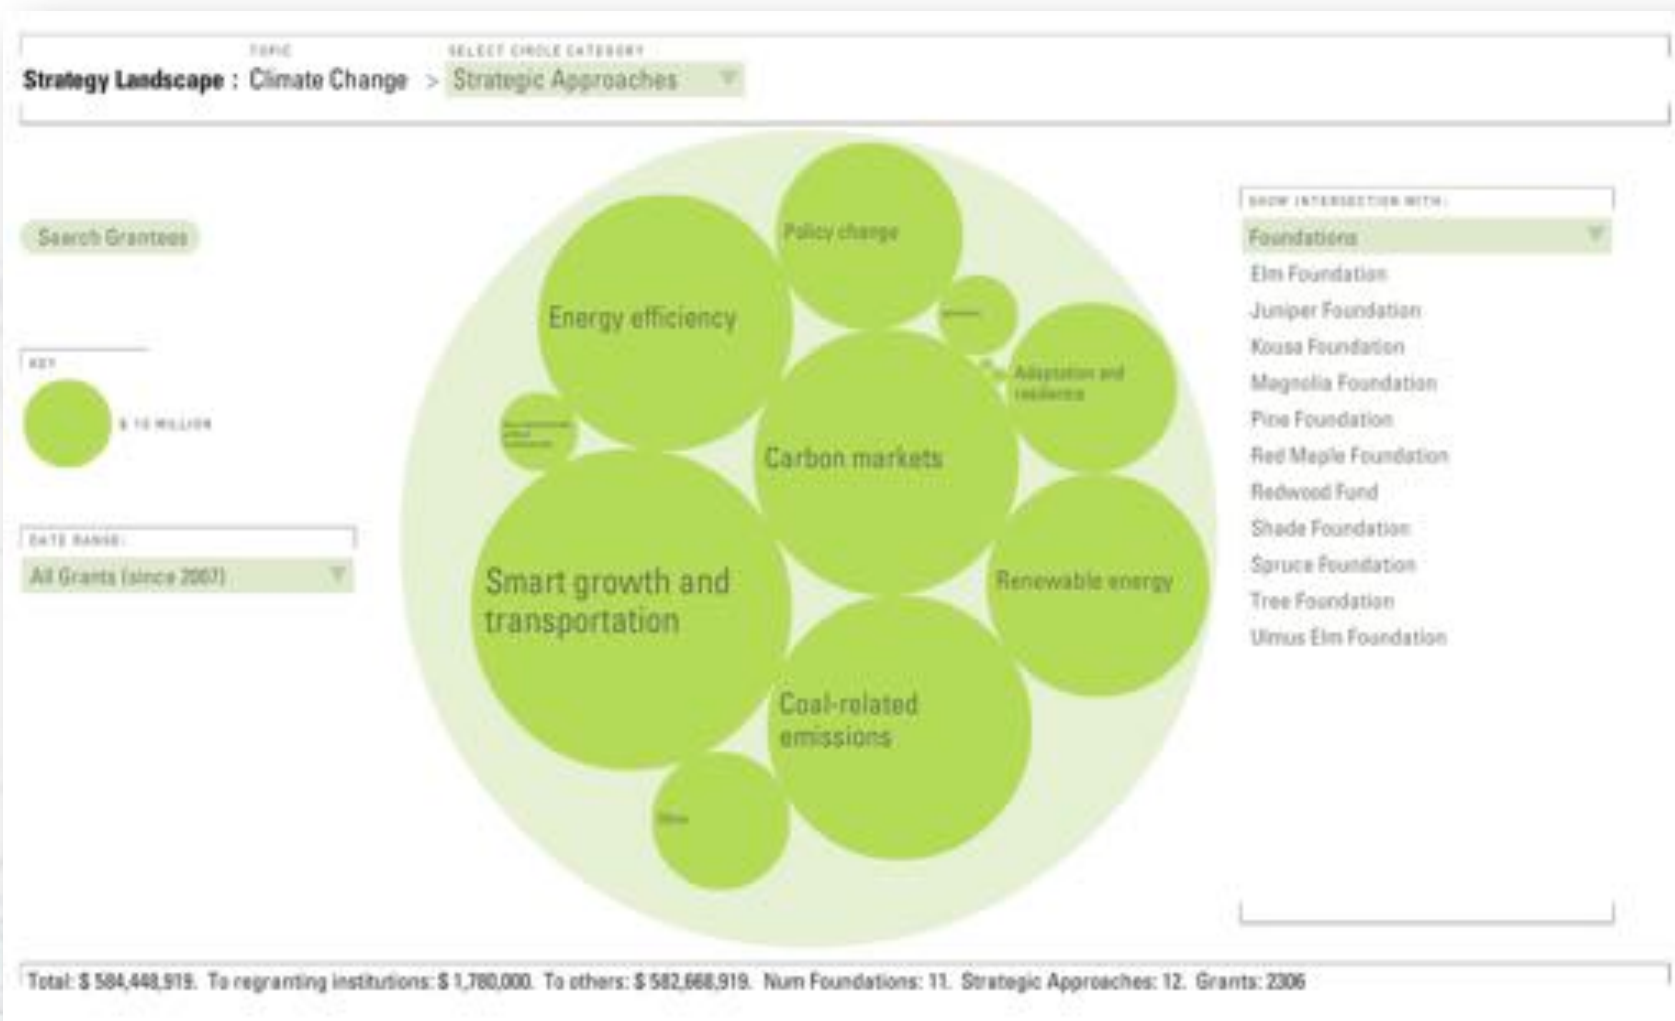 TOPIC
SELECT CIRCLE CATEGORY
Strategy Landscape : Climate Change > Strategic Approaches
Search Grantees
KEY
$ 10 MILLION
DATE RANGE:
All Grants (since 2007)
Policy change
Energy efficiency
Adaptation and
resilience
Carbon markets
Smart growth and
transportation
Renewable energy
Coal-related
emissions
Other
SHOW INTERSECTION WITH:
Foundations
Elm Foundation
Juniper Foundation
Kousa Foundation
Magnolia Foundation
Pine Foundation
Red Maple Foundation
Redwood Fund
Shade Foundation
Spruce Foundation
Tree Foundation
Ulmus Elm Foundation
Total: $ 584,448,919. To regranting institutions: $ 1,780,000. To others: $ 582,668,919. Num Foundations: 11. Strategic Approaches: 12. Grants: 2306